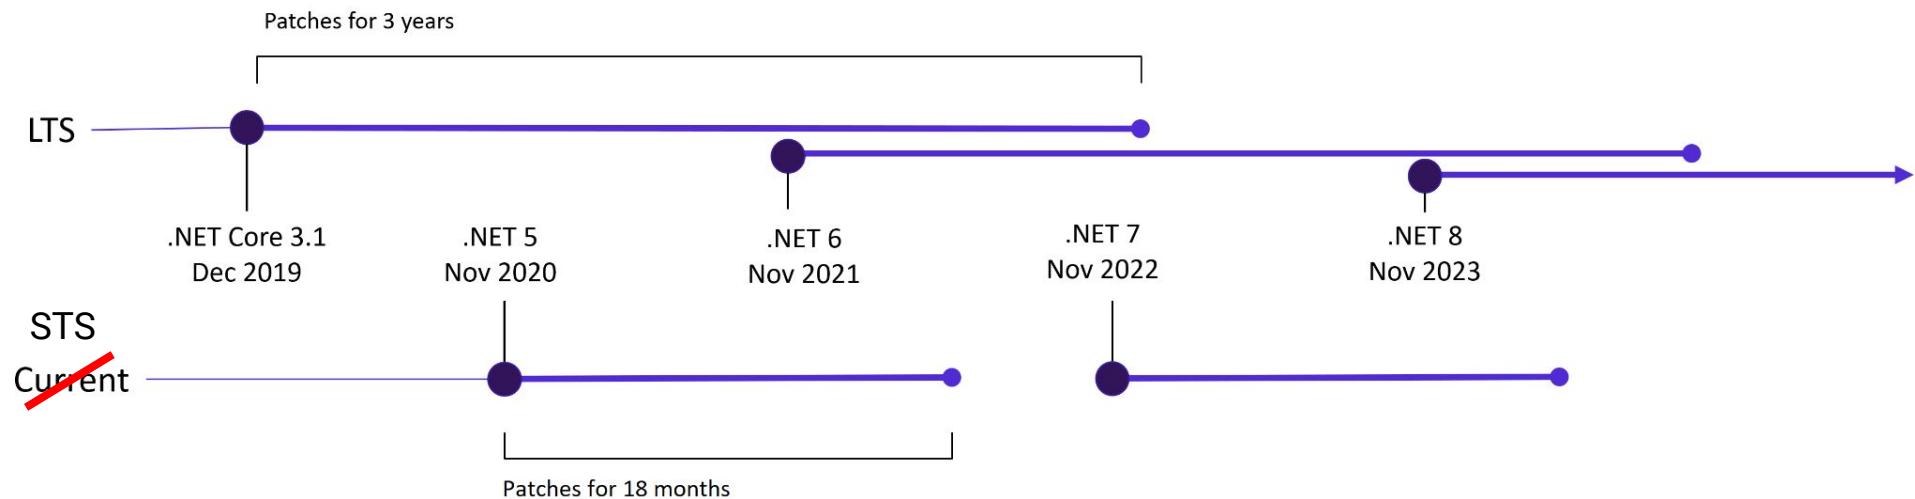 Patches for 3 years
LTS
.NET Core 3.1
Dec 2019
.NET 5
Nov 2020
.NET 6
Nov 2021
.NET 7
Nov 2022
.NET 8
Nov 2023
STS
Current
Patches for 18 months